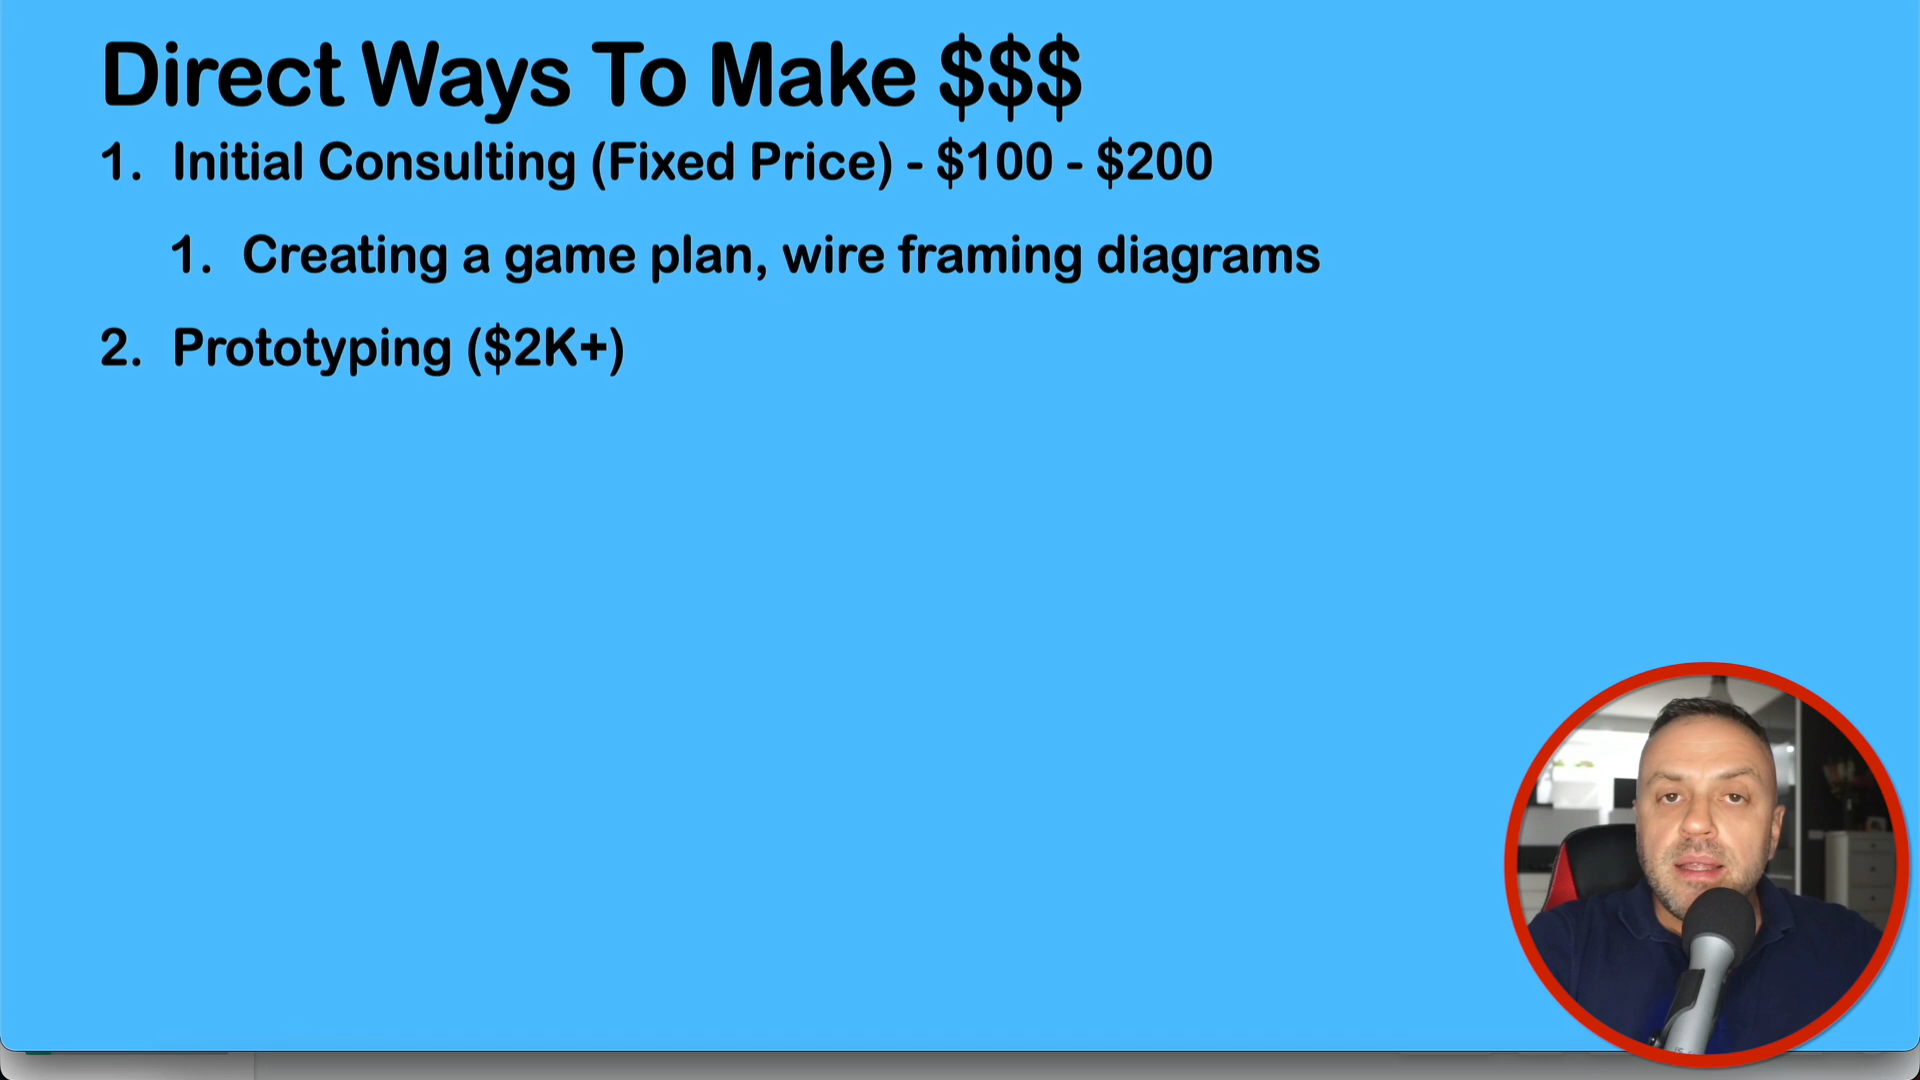 Direct Ways To Make $$$
1. Initial Consulting (Fixed Price) - $100 - $200
1. Creating a game plan, wire framing diagrams
2. Prototyping ($2K+)